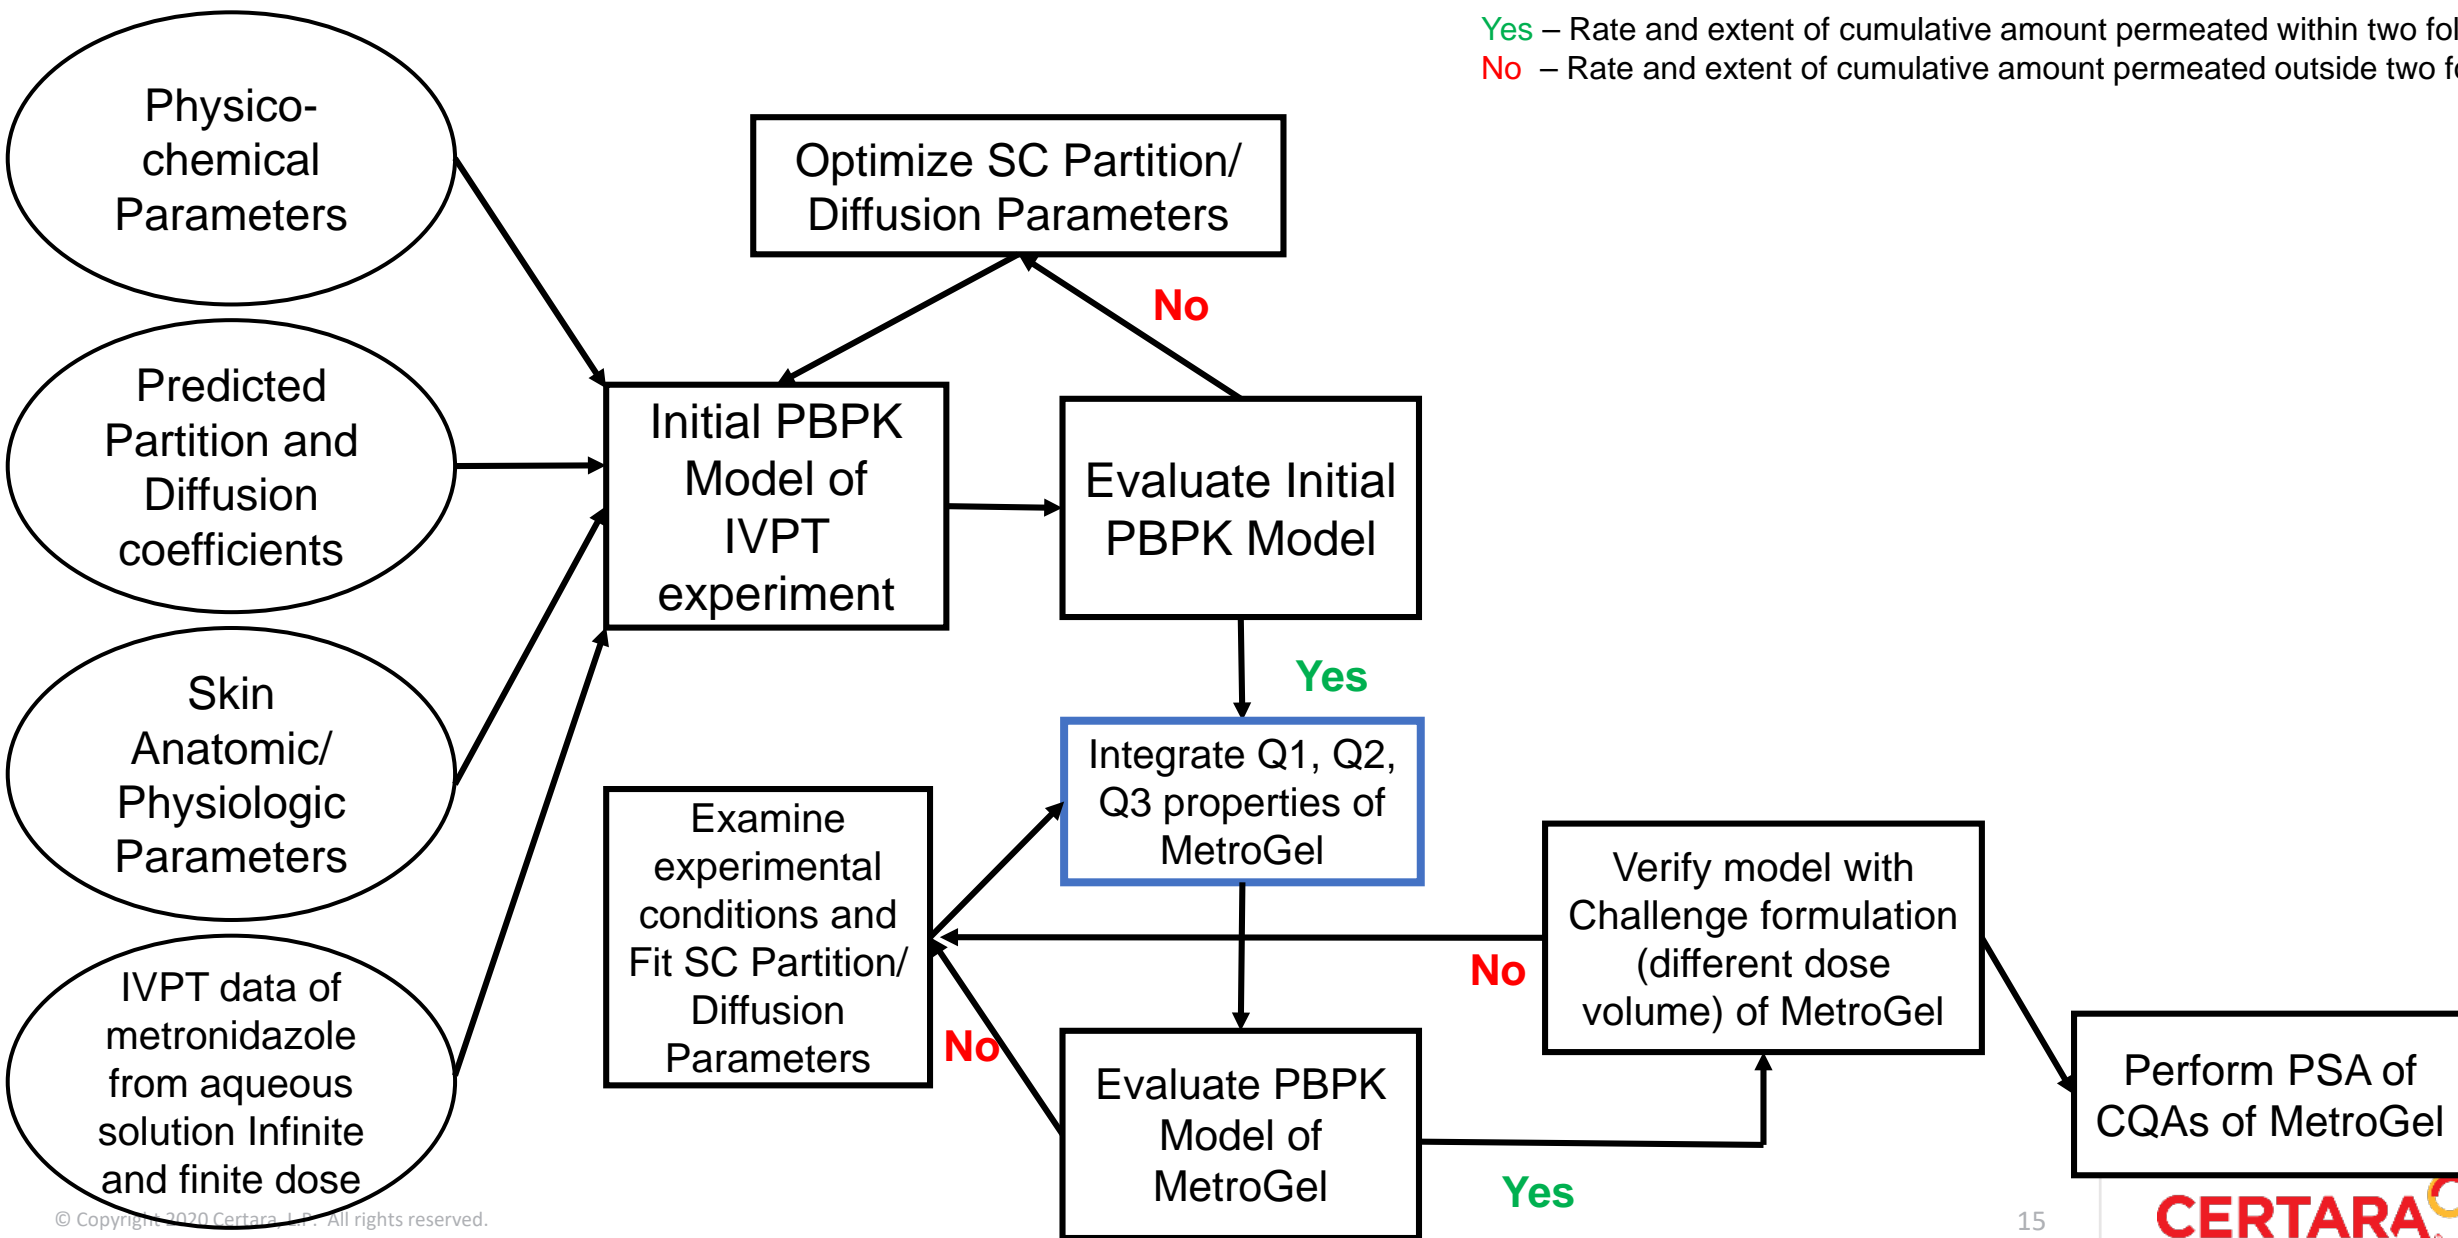 Yes – Rate and extent of cumulative amount permeated within two
No – Rate and extent of cumulative amount permeated outside two
Physico-
chemical
Parameters
Optimize SC Partition/
Diffusion Parameters
No
Predicted
Partition and
Diffusion
coefficients
Initial PBPK
Model of
IVPT
experiment
Evaluate Initial
PBPK Model
Yes
Skin
Anatomic/
Physiologic
Parameters
Integrate Q1, Q2,
Q3 properties of
MetroGel
Examine
experimental
conditions and
Fit SC Partition/
Diffusion
Parameters
No
Verify model with
Challenge formulation
(different dose
volume) of MetroGel
No
IVPT data of
metronidazole
from aqueous
solution Infinite
and finite dose
Evaluate PBPK
Model of
MetroGel
Yes
Perform PSA of
CQAs of MetroGel
© Copyright 2020 Certara, L.P. All rights reserved.
15
CERTARA